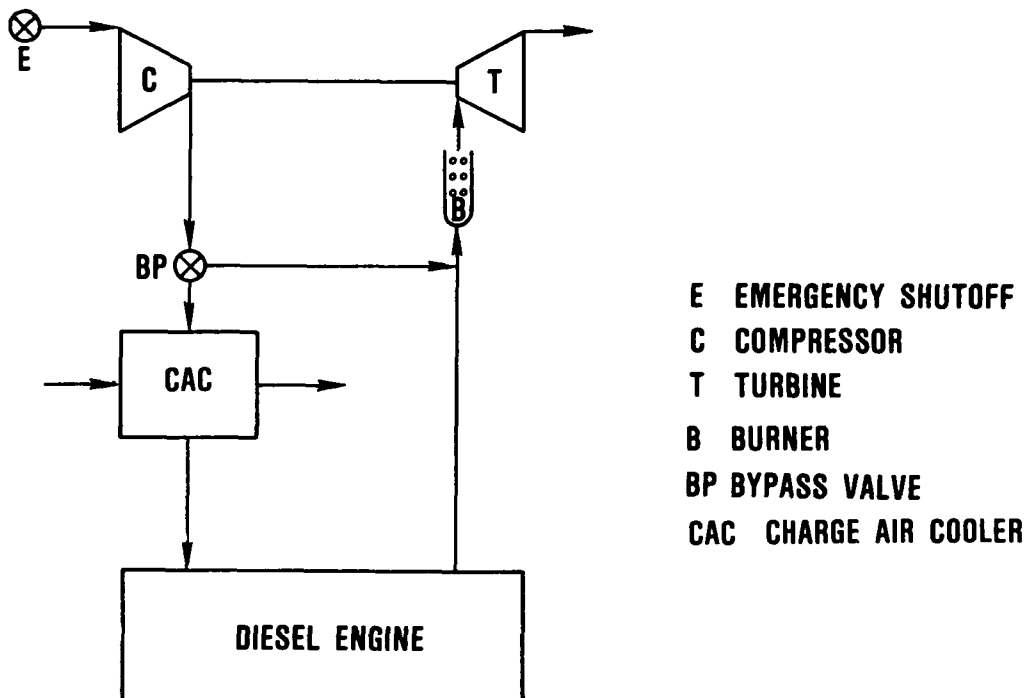 E
C
T
B
BP
CAC
DIESEL ENGINE
E EMERGENCY SHUTOFF
C COMPRESSOR
T TURBINE
B BURNER
BP BYPASS VALVE
CAC CHARGE AIR COOLER